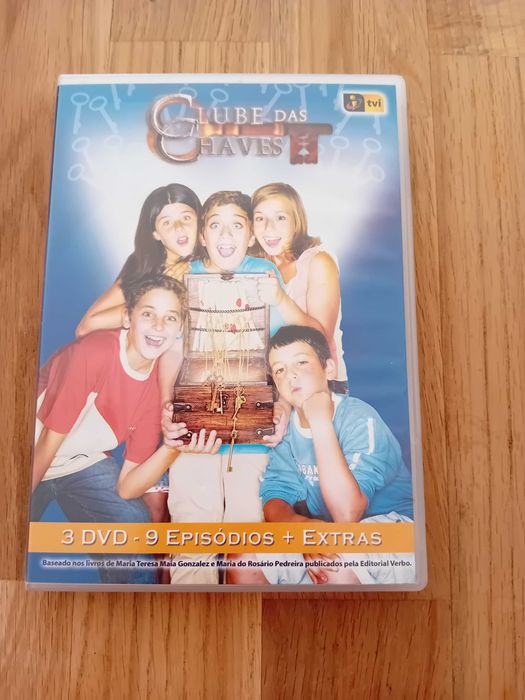 CLUBE DAS
CHAVES
tvi
3 DVD - 9 EPISÓDIOS + EXTRAS
Baseado nos livros de Maria Teresa Maia Gonzalez e Maria do Rosário Pedreira publicados pela Editorial Verbo.